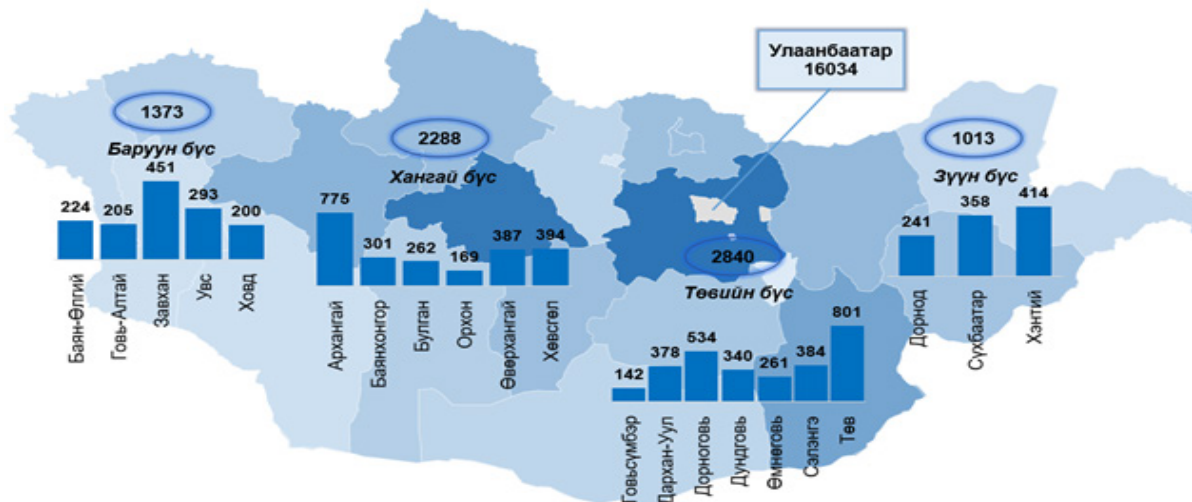 Улаанбаатар
16034
1373
Баруун бүс
451
224
205
293
200
Баян-Өлгий
Говь-Алтай
Завхан
Увс
Ховд
2288
Хангай бүс
775
301
262
169
387
394
Архангай
Баянхонгор
Булган
Орхон
Өвөрхангай
Хөвсгөл
2840
Төвийн бүс
142
378
534
340
261
384
801
Говьсүмбэр
Дархан-Уул
Дорноговь
Дундговь
Өмнөговь
Сэлэнгэ
Төв
1013
Зүүн бүс
241
358
414
Дорнод
Сүхбаатар
Хэнтий